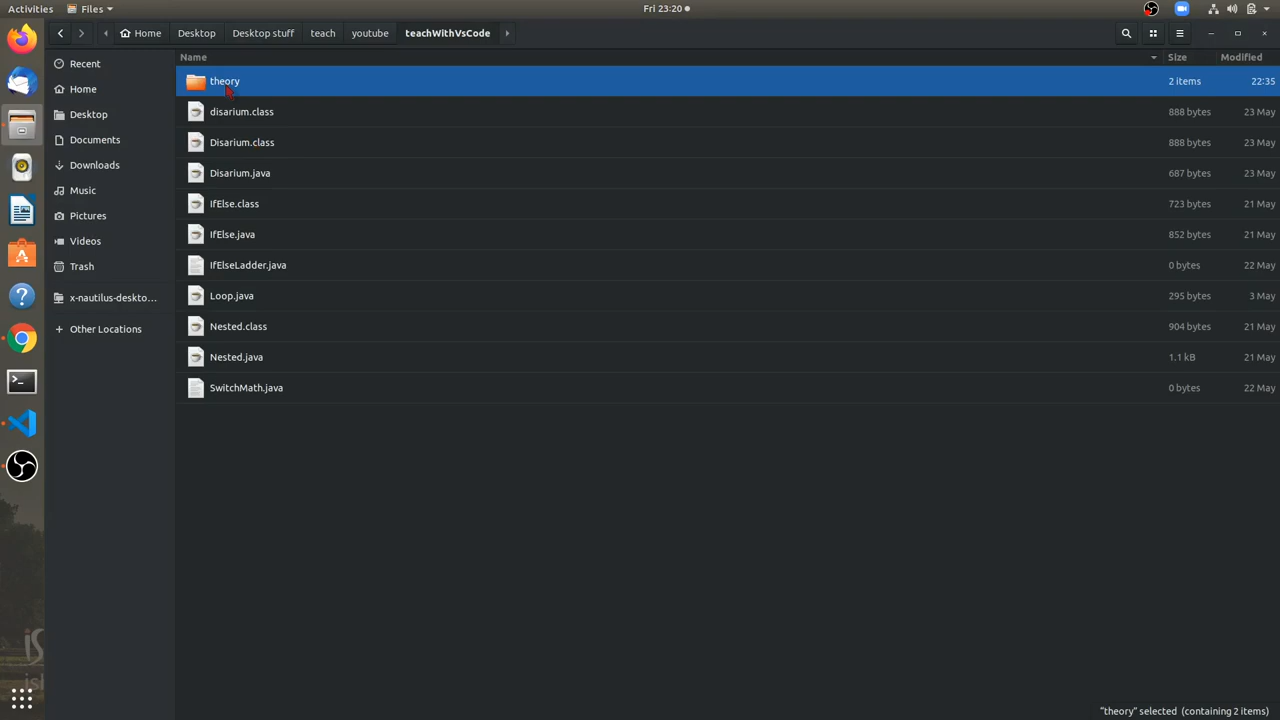 Activities Files Fri 23:20
Home Desktop Desktop stuff teach youtube teachWithVsCode
Recent
Home
Desktop
Documents
Downloads
Music
Pictures
Videos
Trash
x-nautilus-deskto…
+ Other Locations
Name Size Modified
theory 2 items 22:35
disarium.class 888 bytes 23 May
Disarium.class 888 bytes 23 May
Disarium.java 687 bytes 23 May
IfElse.class 723 bytes 21 May
IfElse.java 852 bytes 21 May
IfElseLadder.java 0 bytes 22 May
Loop.java 295 bytes 3 May
Nested.class 904 bytes 21 May
Nested.java 1.1 kB 21 May
SwitchMath.java 0 bytes 22 May
"theory" selected (containing 2 items)